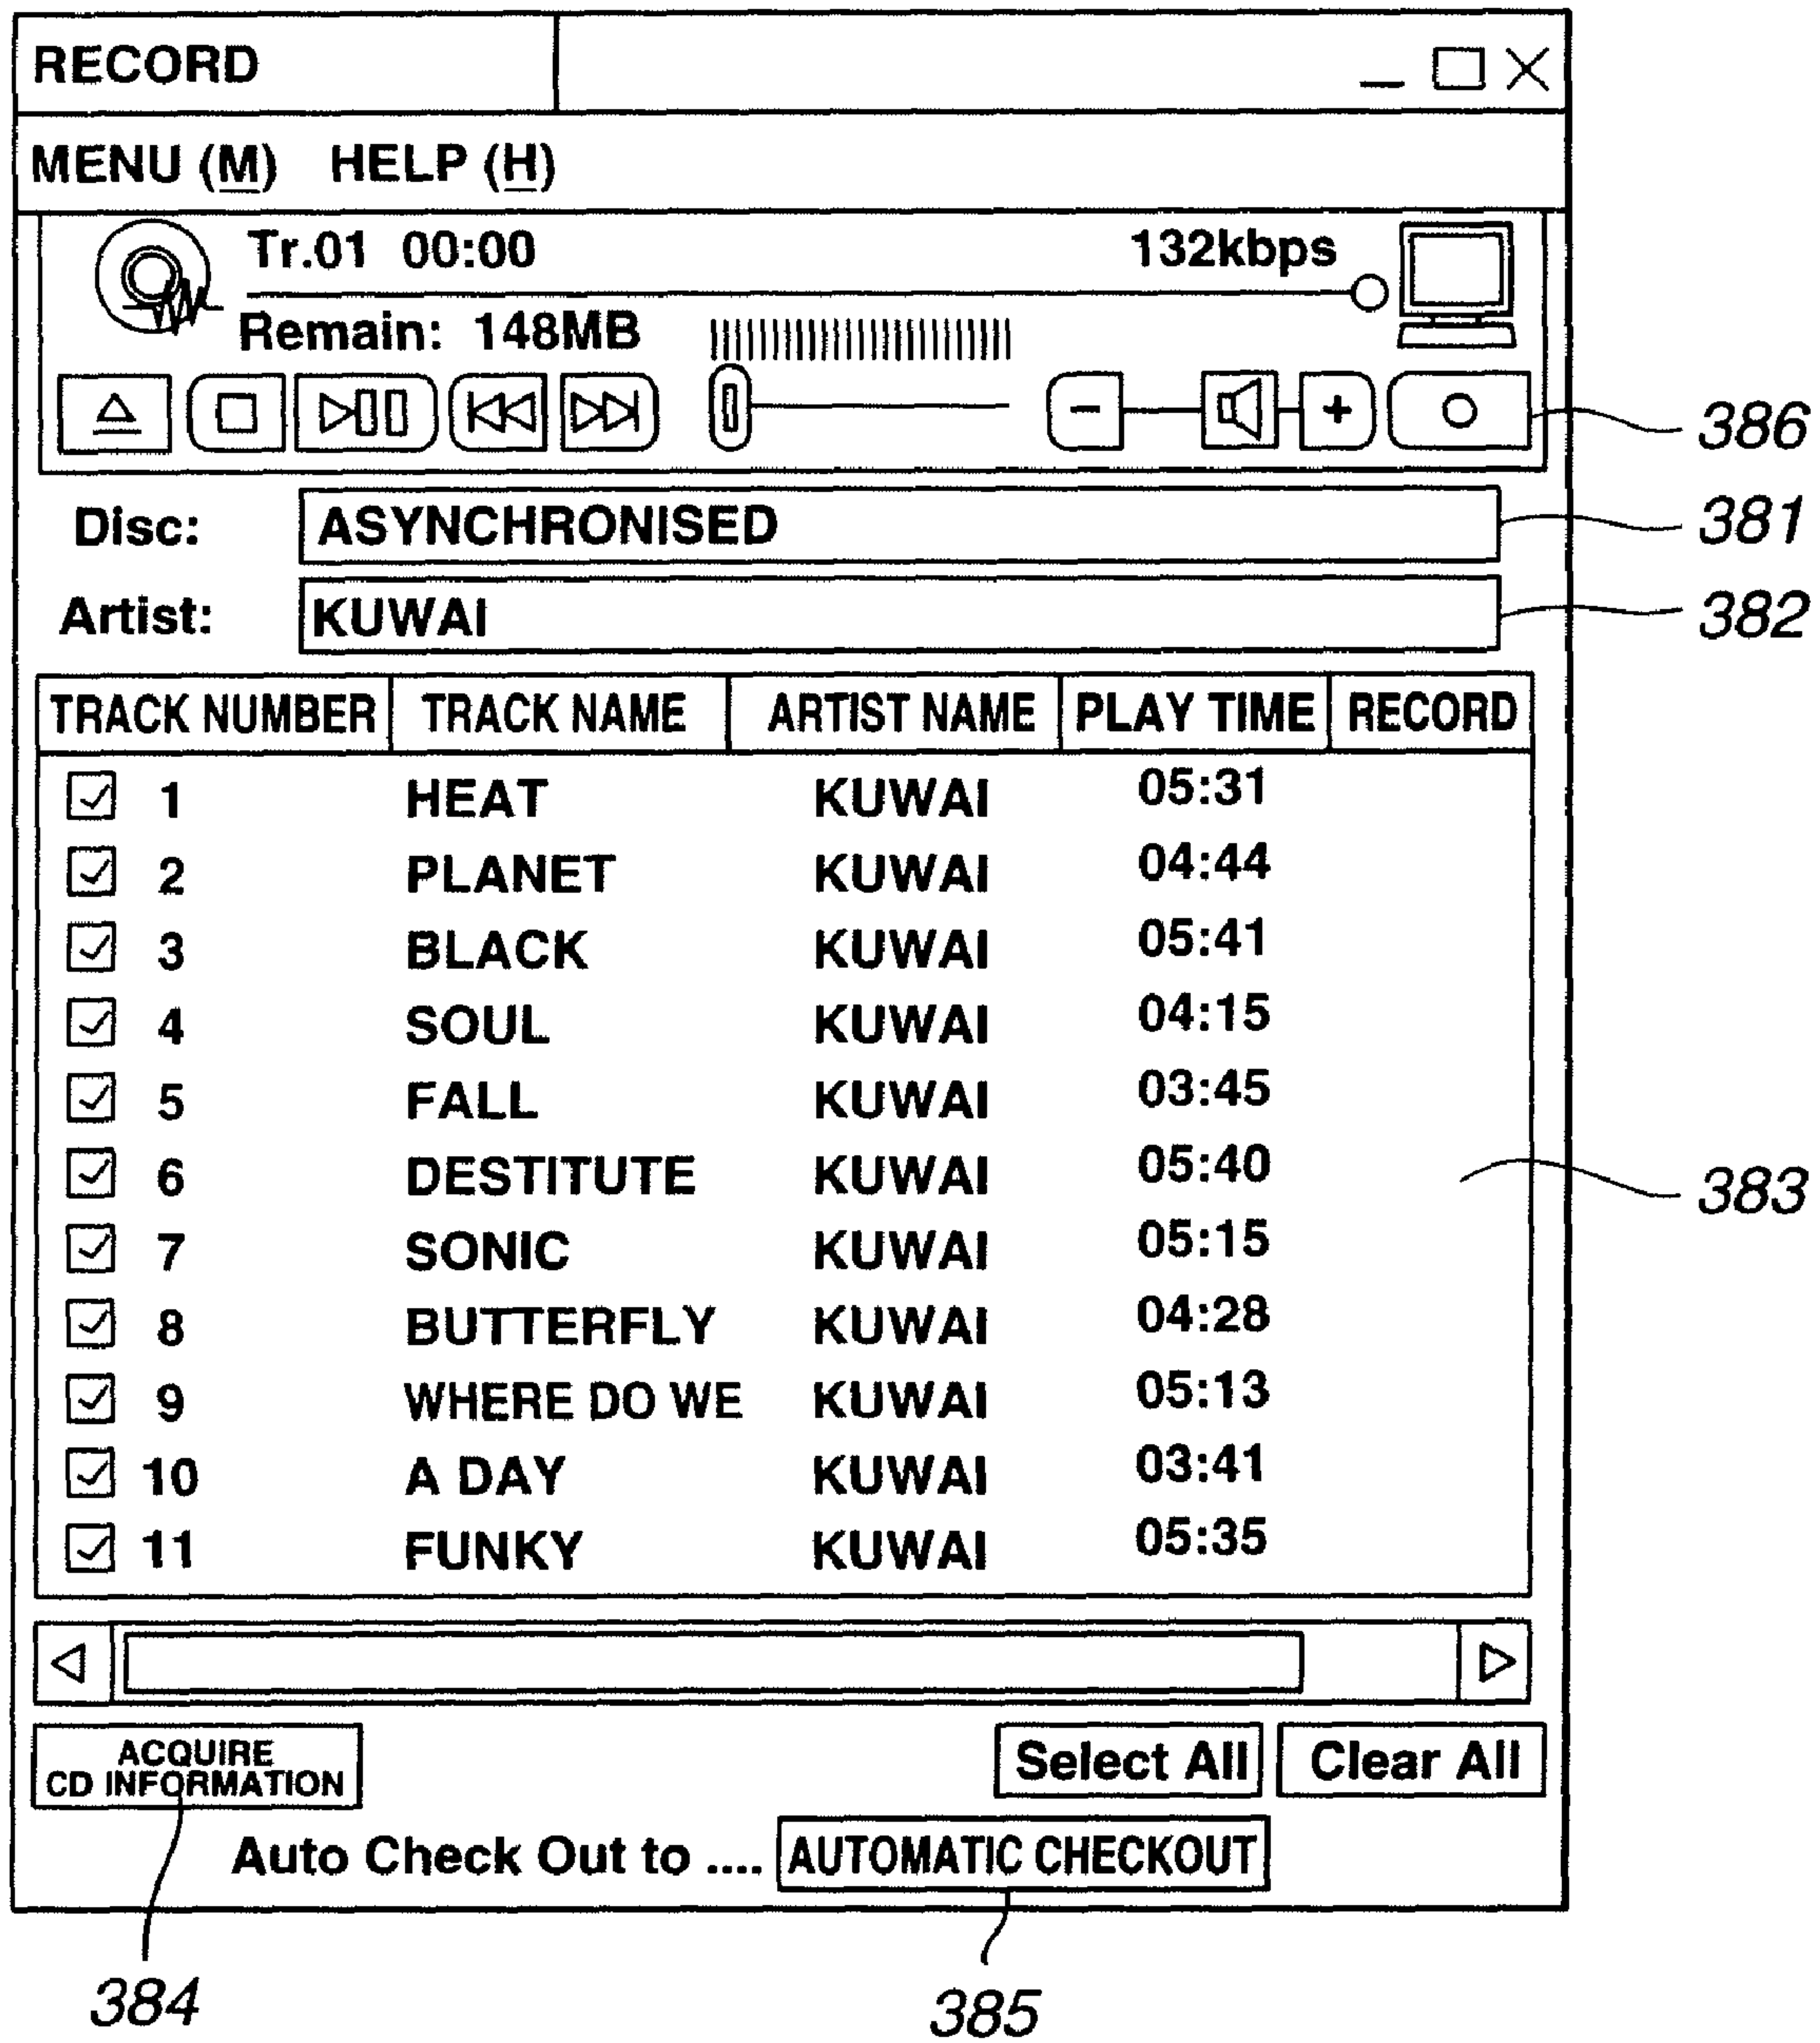 RECORD
MENU (M) HELP (H)
Tr.01 00:00 132kbps
Remain: 148MB
386
Disc: ASYNCHRONISED 381
Artist: KUWAI 382
TRACK NUMBER TRACK NAME ARTIST NAME PLAY TIME RECORD
1 HEAT KUWAI 05:31
2 PLANET KUWAI 04:44
3 BLACK KUWAI 05:41
4 SOUL KUWAI 04:15
5 FALL KUWAI 03:45
6 DESTITUTE KUWAI 05:40 383
7 SONIC KUWAI 05:15
8 BUTTERFLY KUWAI 04:28
9 WHERE DO WE KUWAI 05:13
10 A DAY KUWAI 03:41
11 FUNKY KUWAI 05:35
ACQUIRE
CD INFORMATION
Select All Clear All
Auto Check Out to .... AUTOMATIC CHECKOUT
384 385